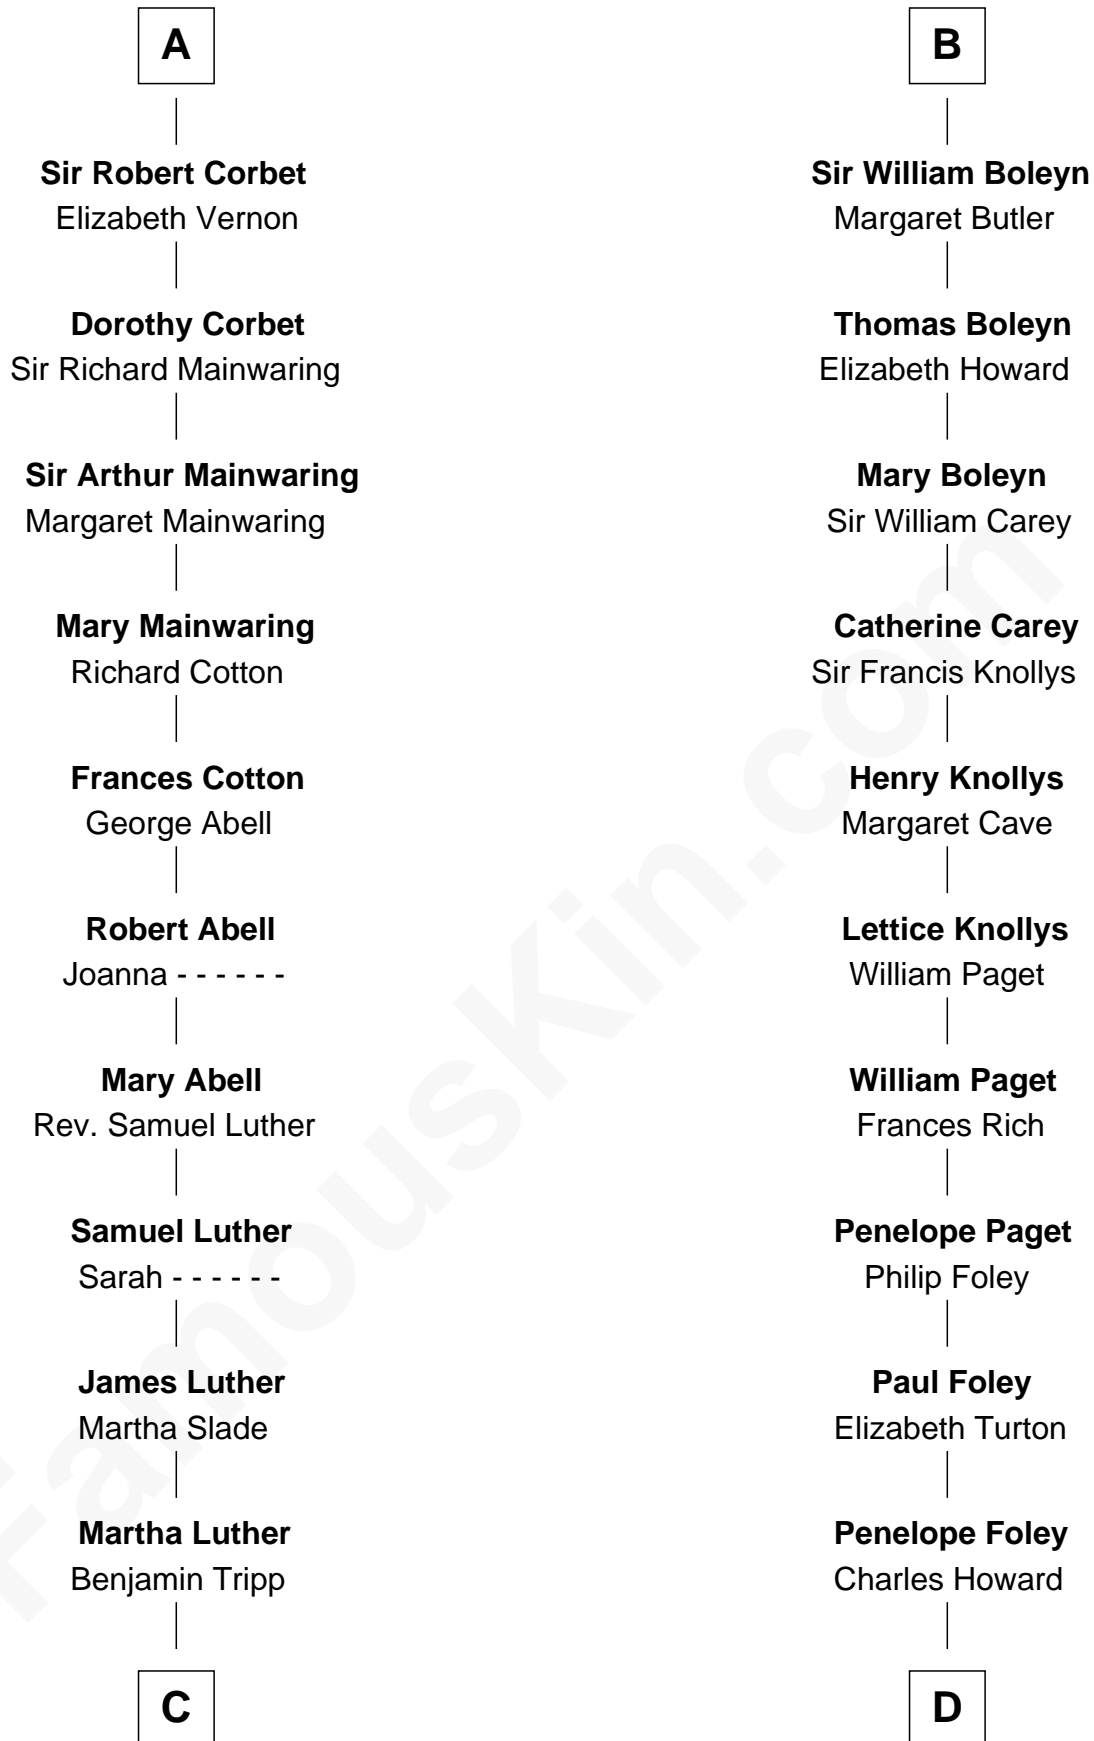 A
Sir Robert Corbet
Elizabeth Vernon
Dorothy Corbet
Sir Richard Mainwaring
Sir Arthur Mainwaring
Margaret Mainwaring
Mary Mainwaring
Richard Cotton
Frances Cotton
George Abell
Robert Abell
Joanna - - - - - -
Mary Abell
Rev. Samuel Luther
Samuel Luther
Sarah - - - - - -
James Luther
Martha Slade
Martha Luther
Benjamin Tripp
C
B
Sir William Boleyn
Margaret Butler
Thomas Boleyn
Elizabeth Howard
Mary Boleyn
Sir William Carey
Catherine Carey
Sir Francis Knollys
Henry Knollys
Margaret Cave
Lettice Knollys
William Paget
William Paget
Frances Rich
Penelope Paget
Philip Foley
Paul Foley
Elizabeth Turton
Penelope Foley
Charles Howard
D
FamousKin.com